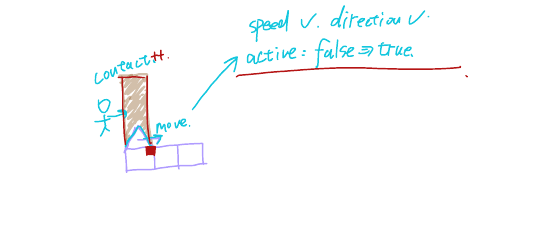 speed v. direction v.
active : false ⇒ true.
contact++.
move.